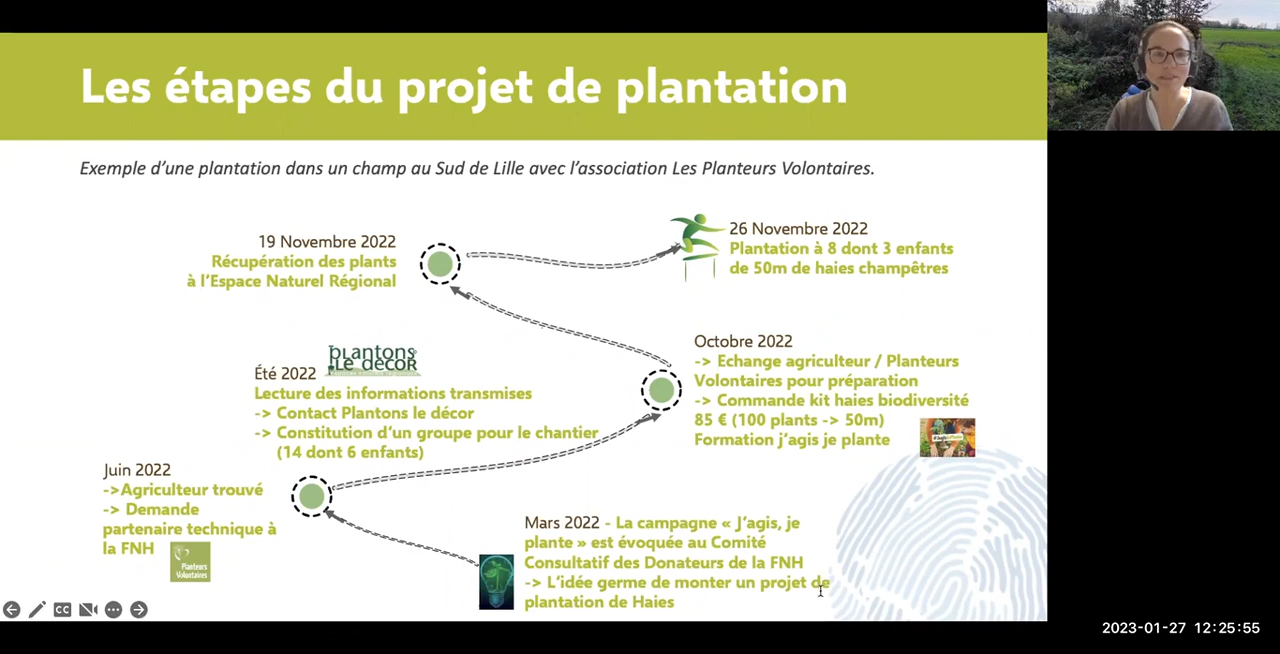 Les étapes du projet de plantation
Exemple d'une plantation dans un champ au Sud de Lille avec l'association Les Planteurs Volontaires.
19 Novembre 2022
Récupération des plants
à l'Espace Naturel Régional
26 Novembre 2022
Plantation à 8 dont 3 enfants
de 50m de haies champêtres
plantons
LE DÉCOR
Été 2022
Lecture des informations transmises
-> Contact Plantons le décor
-> Constitution d'un groupe pour le chantier
(14 dont 6 enfants)
Octobre 2022
-> Echange agriculteur / Planteurs
Volontaires pour préparation
-> Commande kit haies biodiversité
85 € (100 plants -> 50m)
Formation j'agis je plante
Juin 2022
->Agriculteur trouvé
-> Demande
partenaire technique à
la FNH
Planteurs
Volontaires
Mars 2022 - La campagne « J'agis, je
plante » est évoquée au Comité
Consultatif des Donateurs de la FNH
-> L'idée germe de monter un projet de
plantation de Haies
CC
2023-01-27 12:25:55